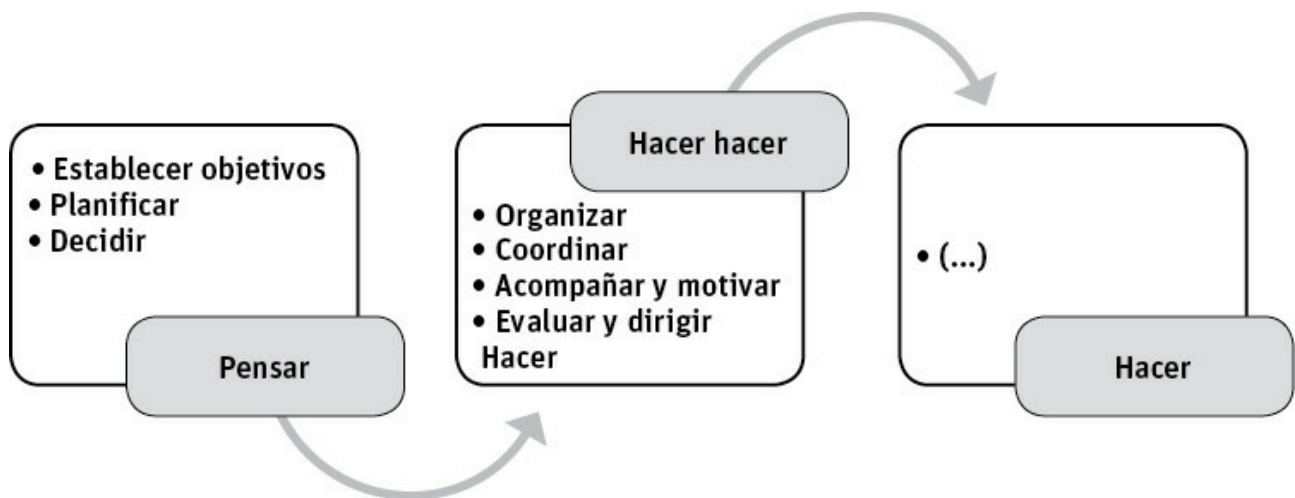 • Establecer objetivos
• Planificar
• Decidir
Pensar
Hacer hacer
• Organizar
• Coordinar
• Acompañar y motivar
• Evaluar y dirigir
Hacer
• (...)
Hacer